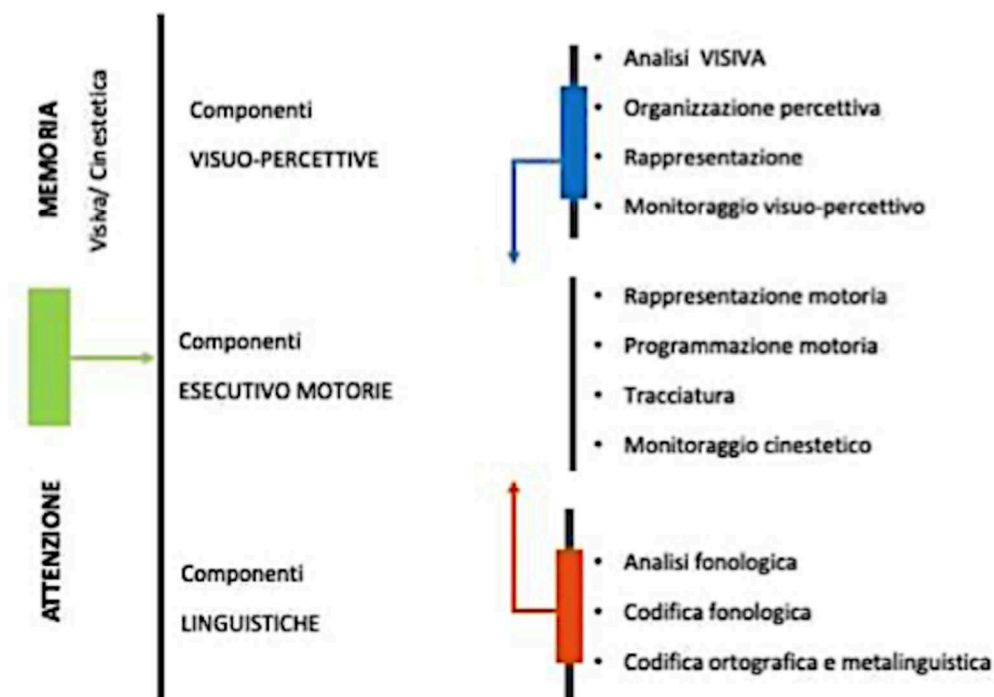 MEMORIA
Visiva/ Cinestetica
ATTENZIONE
Componenti
VISUO-PERCETTIVE
• Analisi VISIVA
• Organizzazione percettiva
• Rappresentazione
• Monitoraggio visuo-percettivo
Componenti
ESECUTIVO MOTORIE
• Rappresentazione motoria
• Programmazione motoria
• Tracciatura
• Monitoraggio cinestetico
Componenti
LINGUISTICHE
• Analisi fonologica
• Codifica fonologica
• Codifica ortografica e metalinguistica